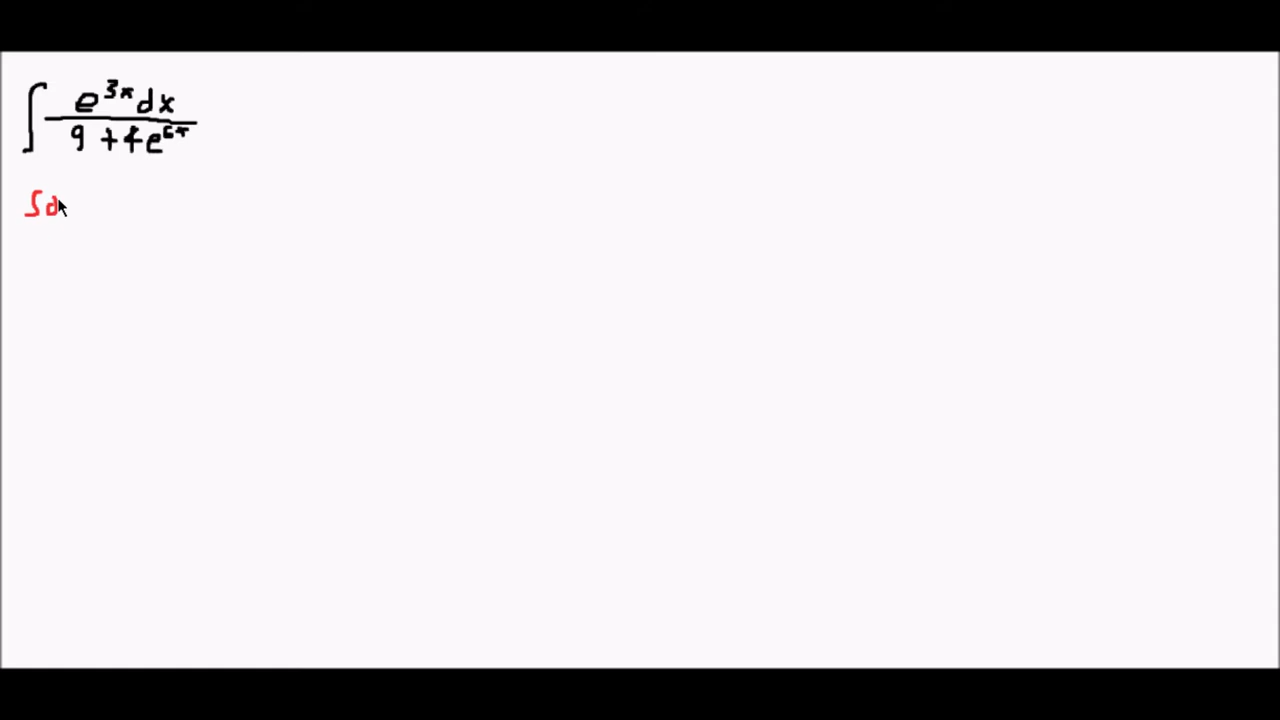 ∫ e^{3x} dx / 9 + 4e^{6x}
∫d